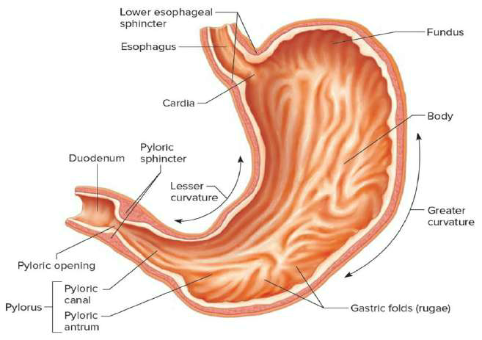 Lower esophageal
sphincter
Fundus
Esophagus
Cardia
Body
Pyloric
sphincter
Duodenum
Lesser
curvature
Greater
curvature
Pyloric opening
Pyloric
canal
Pylorus
Pyloric
antrum
Gastric folds (rugae)